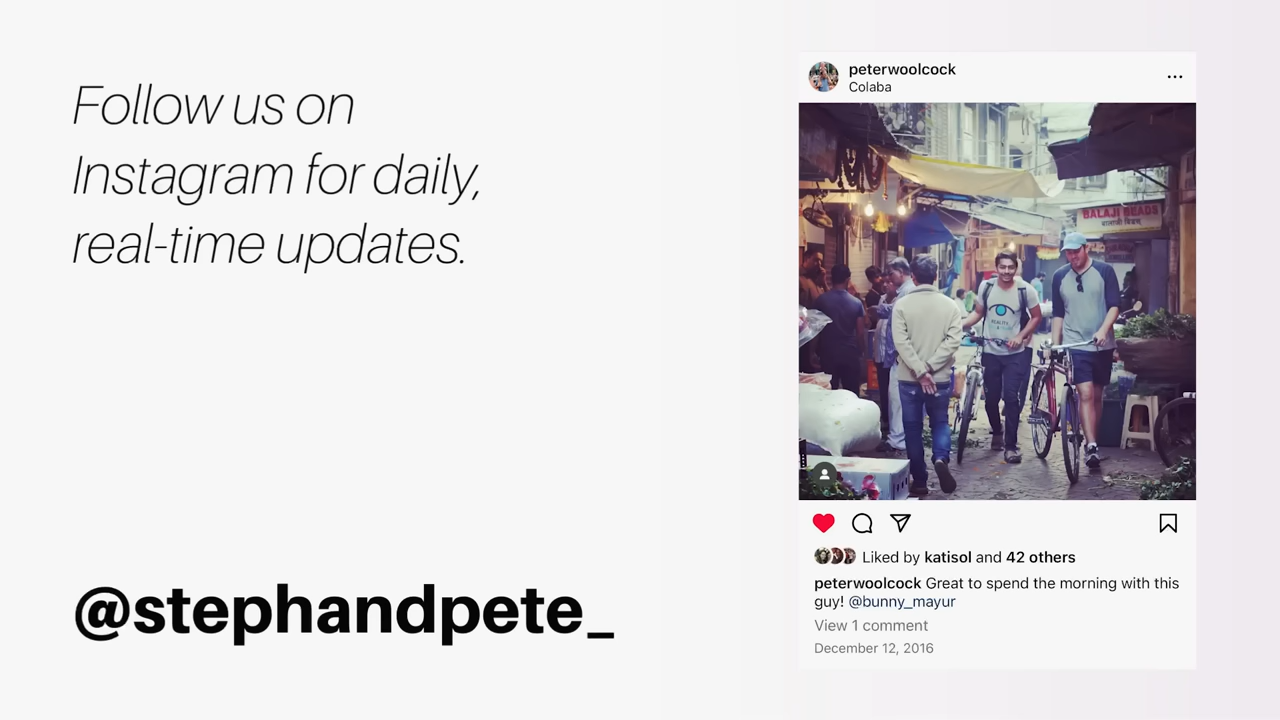 Follow us on
Instagram for daily,
real-time updates.
@stephandpete_
peterwoolcock
Colaba
BALAJI BEADS
बालाजी बिड्स
REALITY
Liked by katisol and 42 others
peterwoolcock Great to spend the morning with this
guy! @bunny_mayur
View 1 comment
December 12, 2016